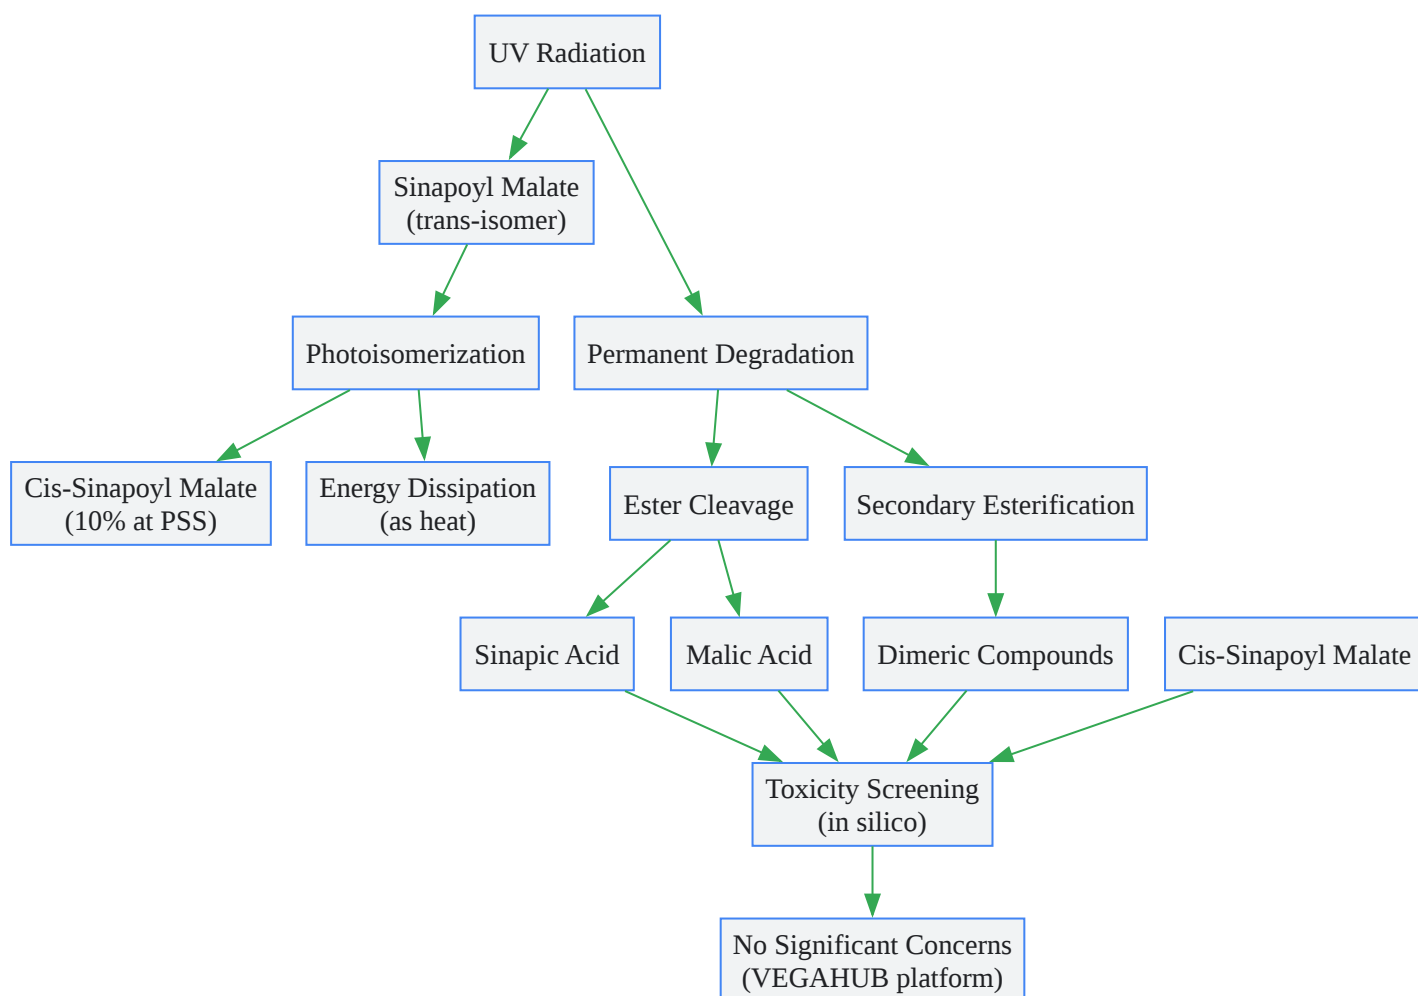 UV Radiation
Sinapoyl Malate
(trans-isomer)
Photoisomerization
Permanent Degradation
Cis-Sinapoyl Malate
(10% at PSS)
Energy Dissipation
(as heat)
Ester Cleavage
Secondary Esterification
Sinapic Acid
Malic Acid
Dimeric Compounds
Cis-Sinapoyl Malate
Toxicity Screening
(in silico)
No Significant Concerns
(VEGAHUB platform)